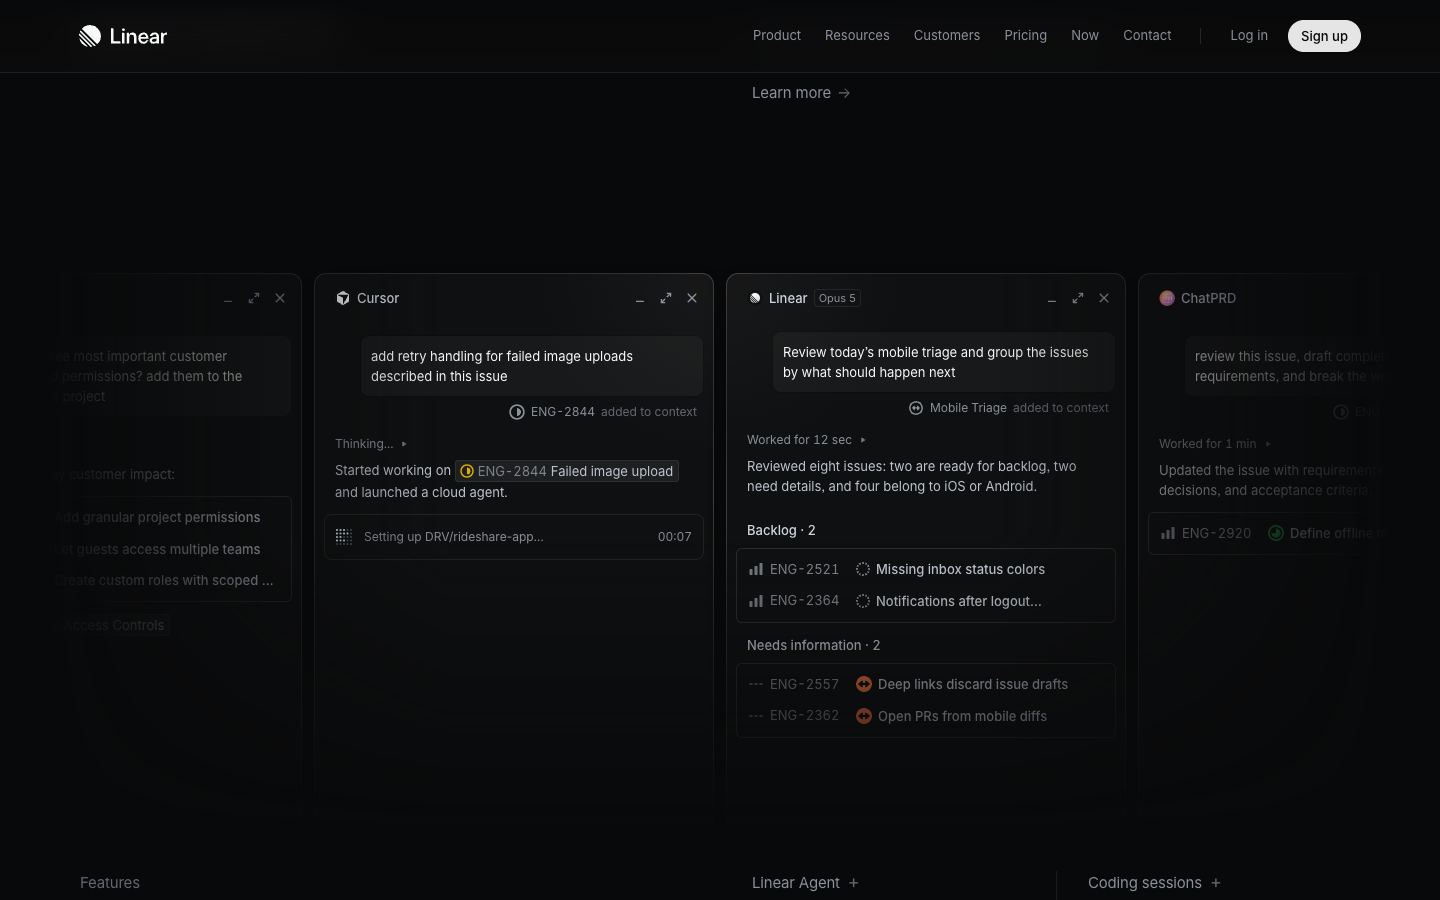 Linear
Product
Resources
Customers
Pricing
Now
Contact
Log in
Sign up
Learn more →
most important customer
permissions? add them to the
project
customer impact:
Add granular project permissions
Let guests access multiple teams
Create custom roles with scoped ...
Access Controls
Cursor
add retry handling for failed image uploads
described in this issue
ENG-2844 added to context
Thinking...
Started working on ENG-2844 Failed image upload
and launched a cloud agent.
Setting up DRV/rideshare-app... 00:07
Linear Opus 5
Review today's mobile triage and group the issues
by what should happen next
Mobile Triage added to context
Worked for 12 sec
Reviewed eight issues: two are ready for backlog, two
need details, and four belong to iOS or Android.
Backlog · 2
ENG-2521 Missing inbox status colors
ENG-2364 Notifications after logout...
Needs information · 2
--- ENG-2557 Deep links discard issue drafts
--- ENG-2362 Open PRs from mobile diffs
ChatPRD
review this issue, draft
requirements, and break the
Worked for 1 min
Updated the issue with requirements
decisions, and acceptance criteria
ENG-2920 Define offline
Features
Linear Agent +
Coding sessions +